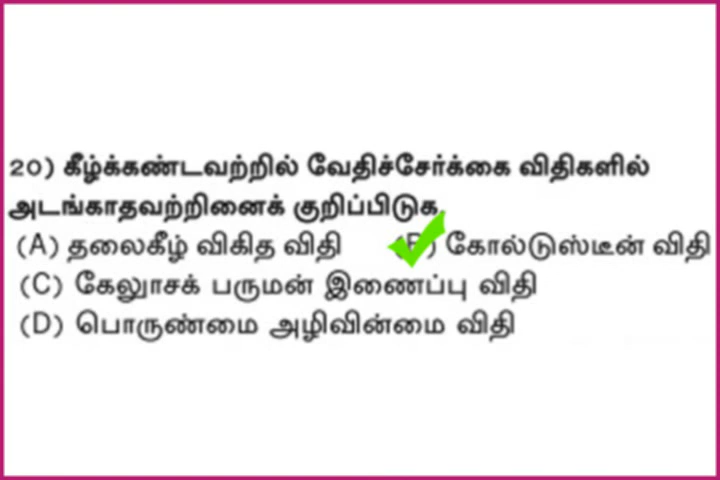 20) கீழ்க்கண்டவற்றில் வேதிச்சேர்க்கை விதிகளில்
அடங்காதவற்றினைக் குறிப்பிடுக.
(A) தலைகீழ் விகித விதி (B) கோல்டுஸ்டீன் விதி
(C) கேலுாசக் பருமன் இணைப்பு விதி
(D) பொருண்மை அழிவின்மை விதி